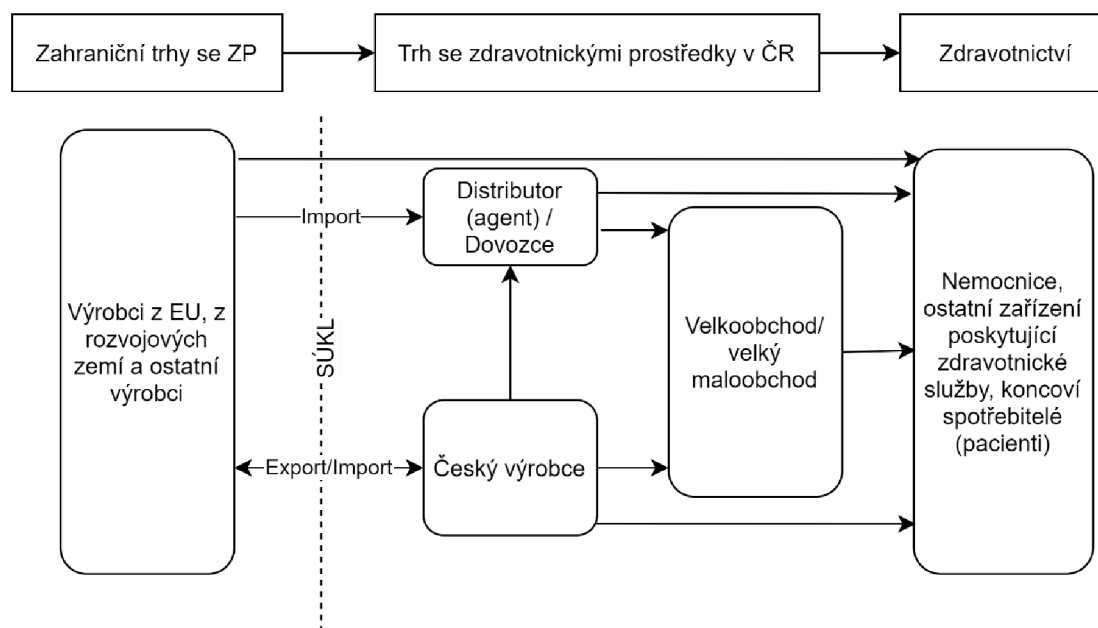 Zahraniční trhy se ZP
Trh se zdravotnickými prostředky v ČR
Zdravotnictví
Výrobci z EU, z
rozvojových
zemí a ostatní
výrobci
SÚKL
Import
Export/Import
Distributor
(agent) /
Dovozce
Český výrobce
Velkoobchod/
velký
maloobchod
Nemocnice,
ostatní zařízení
poskytující
zdravotnické
služby, koncoví
spotřebitelé
(pacienti)